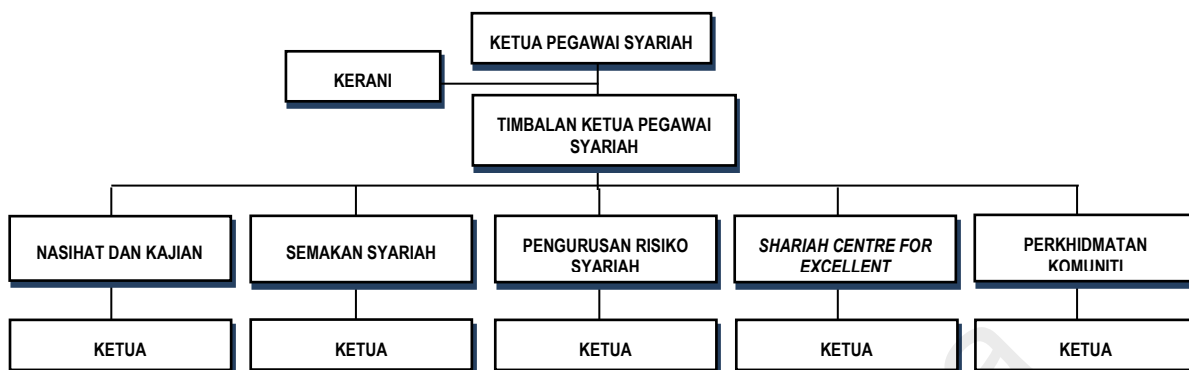 KETUA PEGAWAI SYARIAH
KERANI
TIMBALAN KETUA PEGAWAI
SYARIAH
NASIHAT DAN KAJIAN
SEMAKAN SYARIAH
PENGURUSAN RISIKO
SYARIAH
SHARIAH CENTRE FOR
EXCELLENT
PERKHIDMATAN
KOMUNITI
KETUA
KETUA
KETUA
KETUA
KETUA